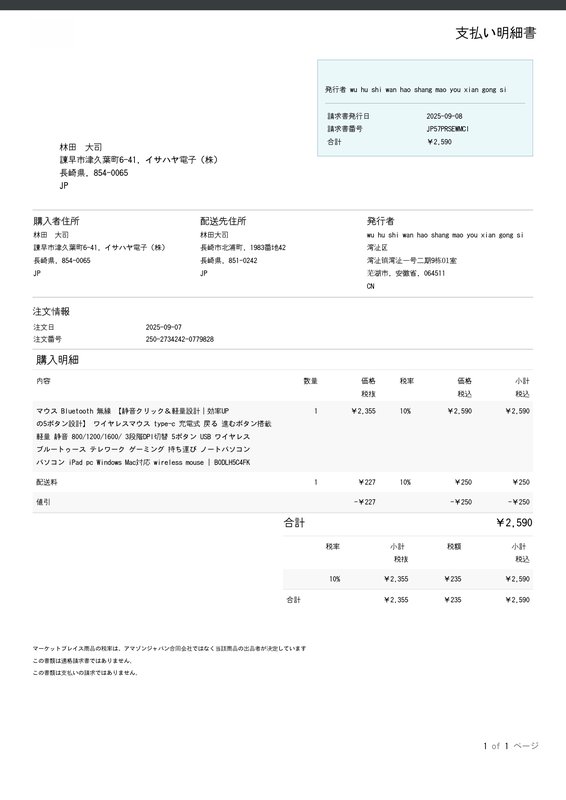 支払い明細書
発行者 wu hu shi wan hao shang mao you xian gong si
請求書発行日 2025-09-08
請求書番号 JP57PRSEWMCI
合計 ￥2,590
林田　大司
諫早市津久葉町6-41, イサハヤ電子（株）
長崎県, 854-0065
JP
購入者住所
林田　大司
諫早市津久葉町6-41, イサハヤ電子（株）
長崎県, 854-0065
JP
配送先住所
林田大司
長崎市北浦町, 1983番地42
長崎県, 851-0242
JP
発行者
wu hu shi wan hao shang mao you xian gong si
湾沚区
湾沚镇湾沚一号二期9栋01室
芜湖市, 安徽省, 064511
CN
注文情報
注文日 2025-09-07
注文番号 250-2734242-0779828
購入明細
内容 数量 価格 税率 価格 小計
税抜 税込 税込
マウス Bluetooth 無線 【静音クリック＆軽量設計｜効率UP 1 ￥2,355 10% ￥2,590 ￥2,590
の5ボタン設計】 ワイヤレスマウス type-c 充電式 戻る 進むボタン搭載
軽量 静音 800/1200/1600/ 3段階DPI切替 5ボタン USB ワイヤレス
ブルートゥース テレワーク ゲーミング 持ち運び ノートパソコン
パソコン iPad pc Windows Mac対応 wireless mouse | B0DLH5C4FK
配送料 1 ￥227 10% ￥250 ￥250
値引 -￥227 -￥250 -￥250
合計 ￥2,590
税率 小計 税額 小計
税抜 税込
10% ￥2,355 ￥235 ￥2,590
合計 ￥2,355 ￥235 ￥2,590
マーケットプレイス商品の税率は、アマゾンジャパン合同会社ではなく当該商品の出品者が決定しています
この書類は適格請求書ではありません。
この書類は支払いの請求ではありません。
1 of 1 ページ